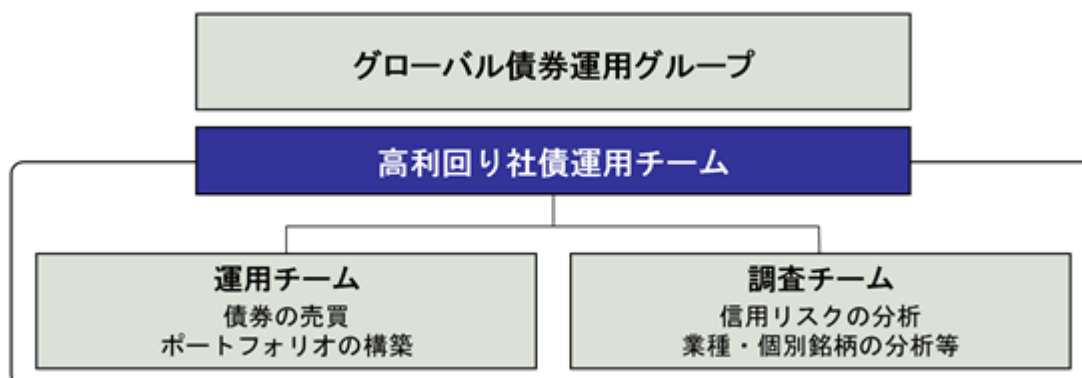 グローバル債券運用グループ
高利回り社債運用チーム
運用チーム
債券の売買
ポートフォリオの構築
調査チーム
信用リスクの分析
業種・個別銘柄の分析等